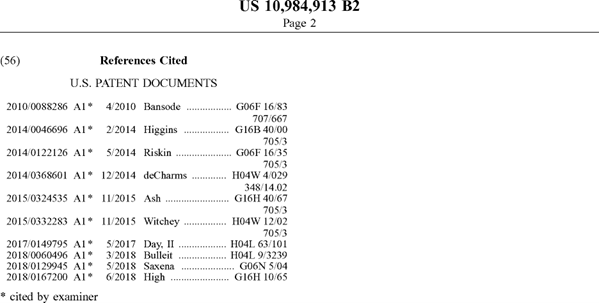 US 10,984,913 B2
Page 2
(56) References Cited
U.S. PATENT DOCUMENTS
2010/0088286 A1* 4/2010 Bansode ................. G06F 16/83
707/667
2014/0046696 A1* 2/2014 Higgins ................. G16B 40/00
705/3
2014/0122126 A1* 5/2014 Riskin .................... G06F 16/35
705/3
2014/0368601 A1* 12/2014 deCharms ............. H04W 4/029
348/14.02
2015/0324535 A1* 11/2015 Ash ........................ G16H 40/67
705/3
2015/0332283 A1* 11/2015 Witchey ................ H04W 12/02
705/3
2017/0149795 A1* 5/2017 Day, II .................. H04L 63/101
2018/0060496 A1* 3/2018 Bulleit .................. H04L 9/3239
2018/0129945 A1* 5/2018 Saxena .................... G06N 5/04
2018/0167200 A1* 6/2018 High ...................... G16H 10/65
* cited by examiner